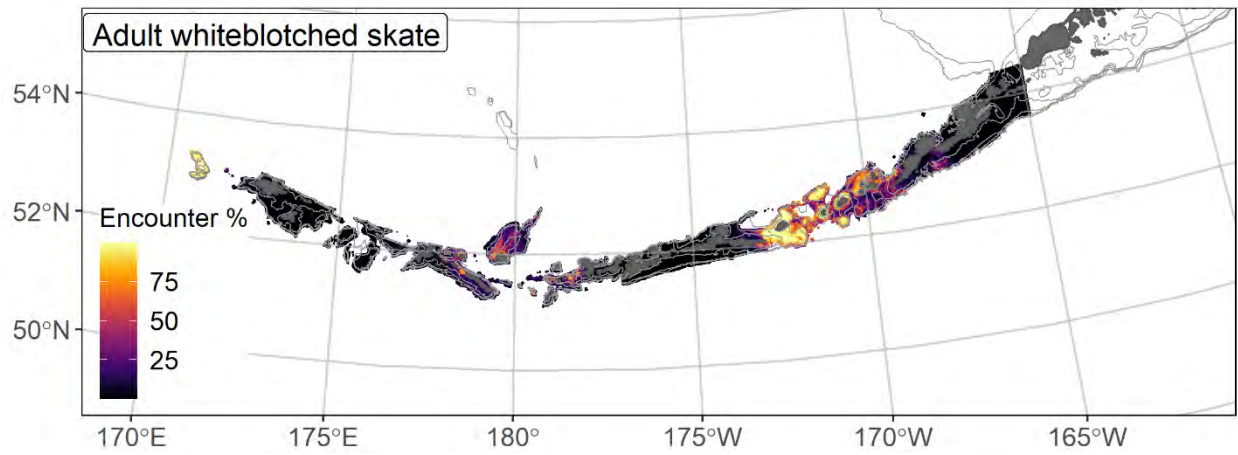 Adult whiteblotched skate
54°N
52°N
50°N
Encounter %
75
50
25
170°E
175°E
180°
175°W
170°W
165°W